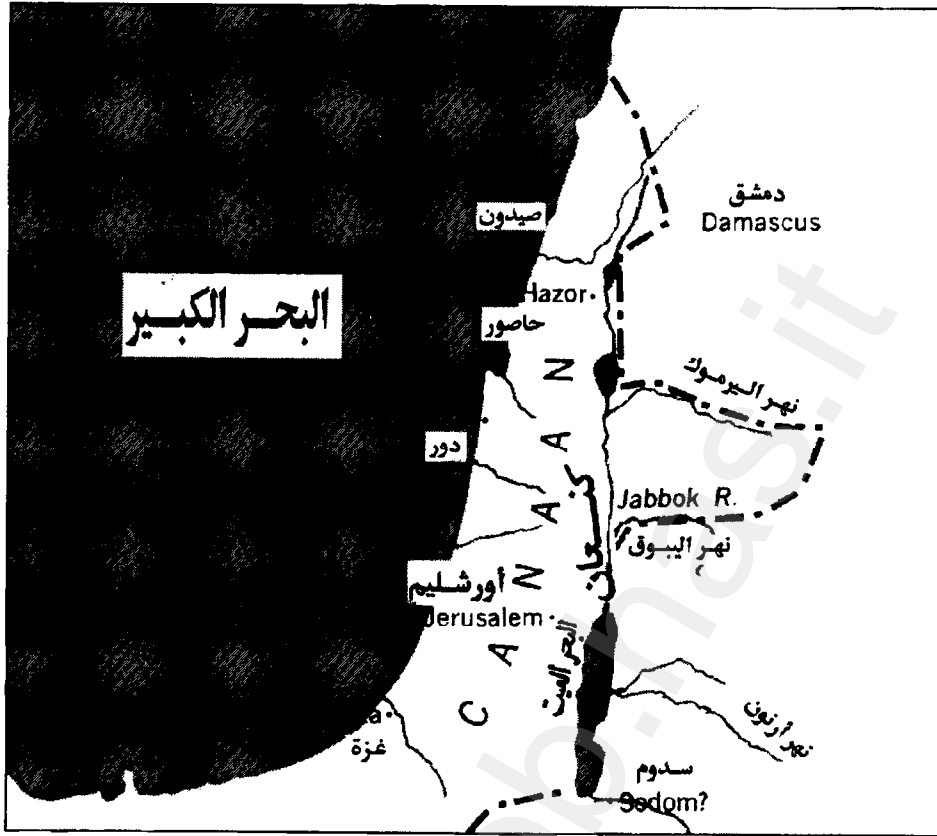 دمشق
Damascus
صيدون
البحر الكبير
Hazor
حاصور
نهر اليرموك
دور
CANAAN
كنعان
Jabbok R.
نهر اليبوق
أورشليم
Jerusalem
البحر الميت
نهر أرنون
غزة
سدوم
Sodom?